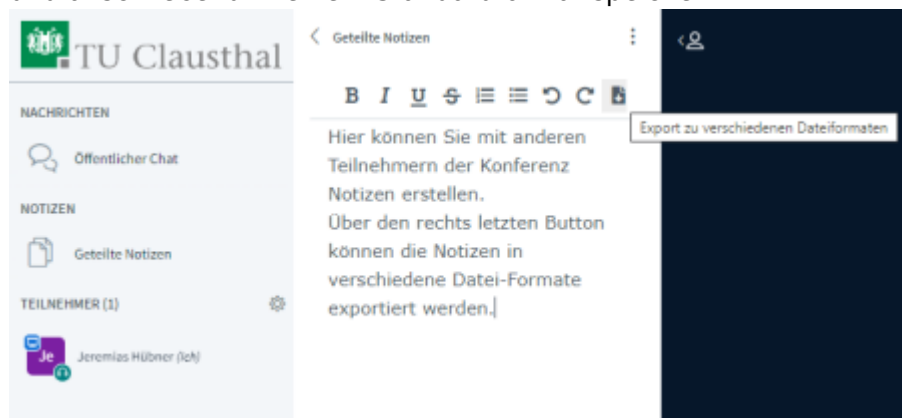 TU Clausthal
NACHRICHTEN
Öffentlicher Chat
NOTIZEN
Geteilte Notizen
TEILNEHMER (1)
Je
Jeremias Hübner (Ich)
Geteilte Notizen
B I U S
Export zu verschiedenen Dateiformaten
Hier können Sie mit anderen
Teilnehmern der Konferenz
Notizen erstellen.
Über den rechts letzten Button
können die Notizen in
verschiedene Datei-Formate
exportiert werden.